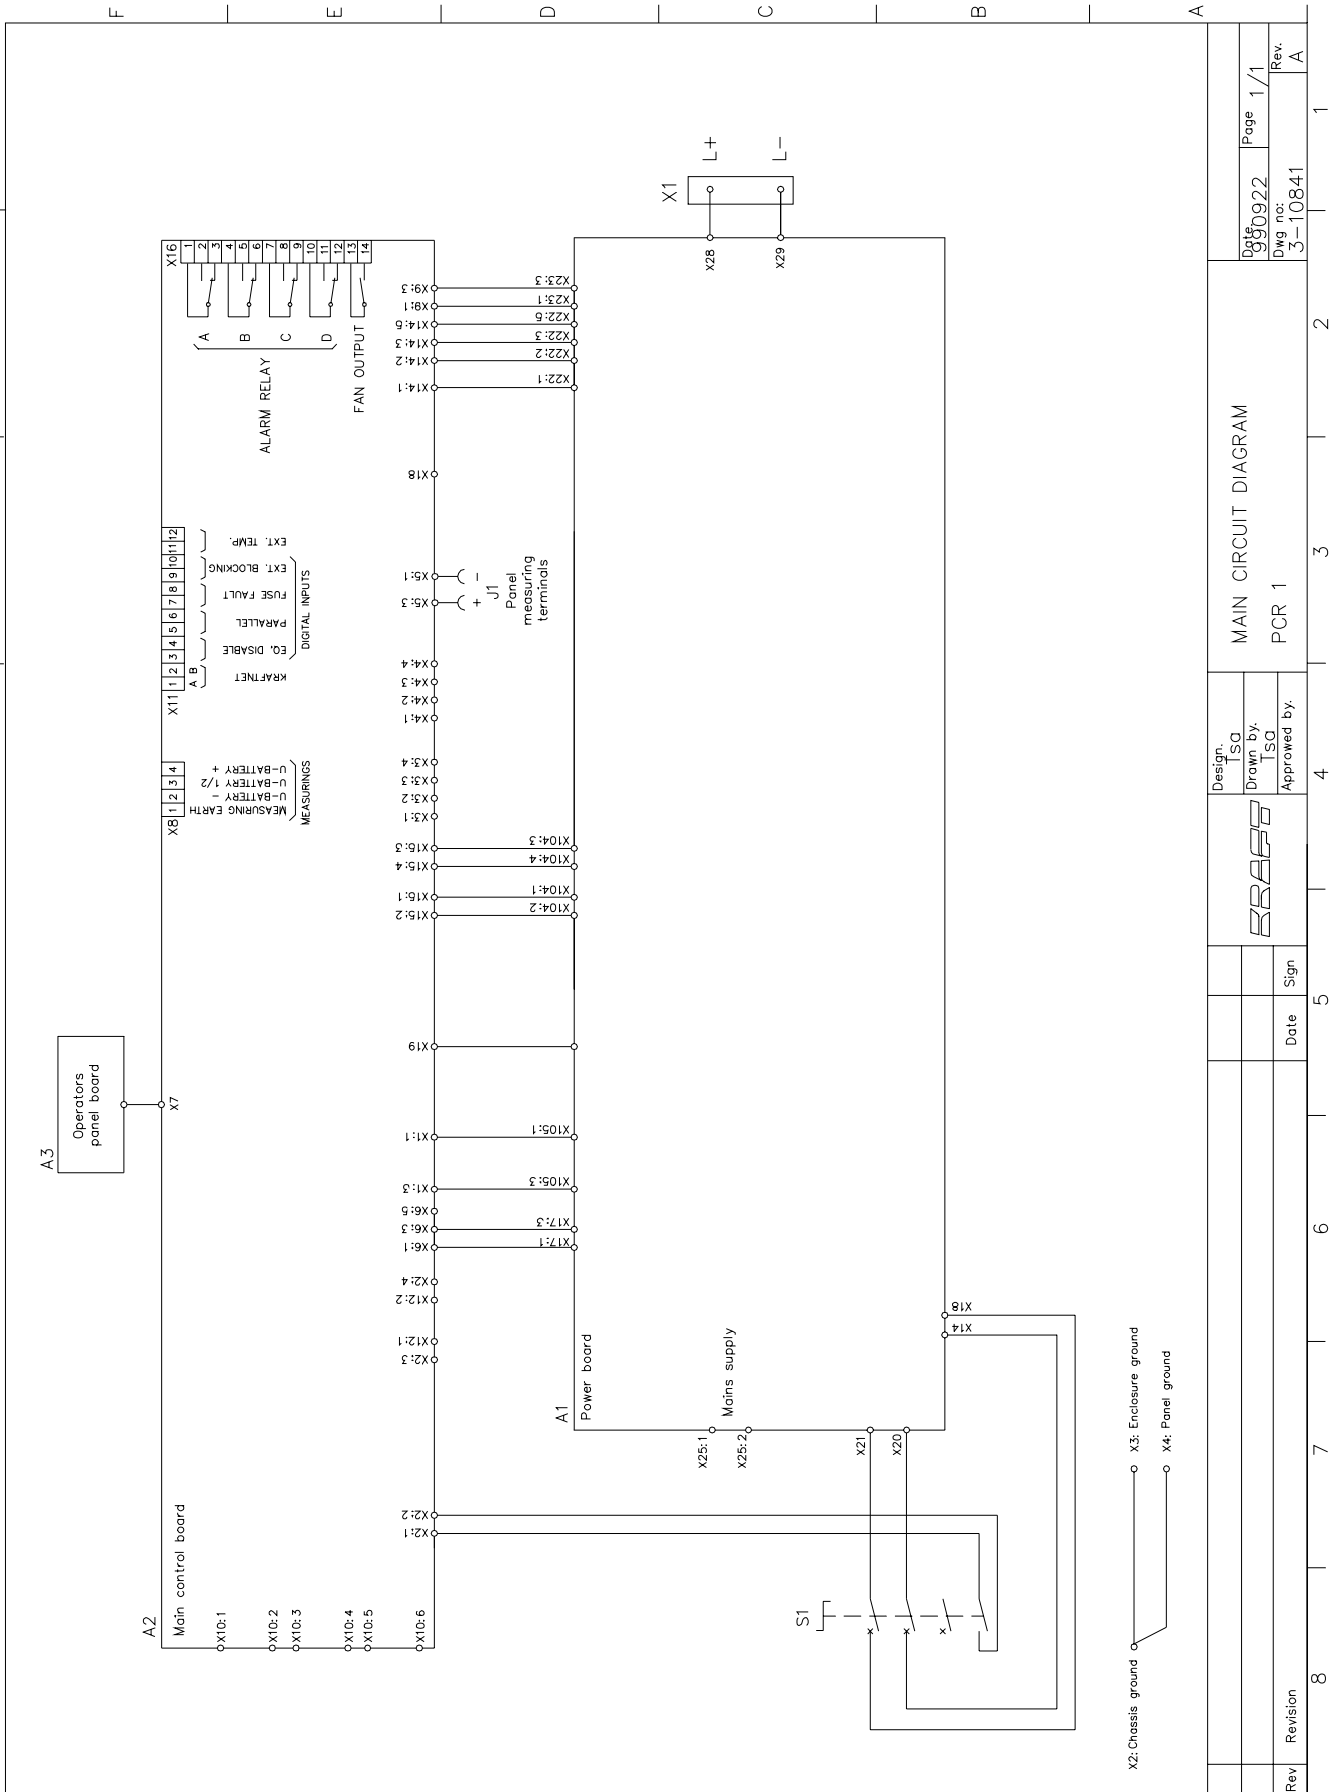 F
E
D
C
B
A
A3
Operators
panel board
X7
A2
Main control board
X10:1
X10:2
X10:3
X10:4
X10:5
X10:6
X8
1 2 3 4
MEASURING EARTH
U-BATTERY -
U-BATTERY 1/2
U-BATTERY +
MEASURINGS
X11
1 2 3 4 5 6 7 8 9 10 11 12
A B
KRAFTNET
EQ. DISABLE
PARALLEL
FUSE FAULT
EXT. BLOCKING
EXT. TEMP.
DIGITAL INPUTS
X16
1
2
3
4
5
6
7
8
9
10
11
12
13
14
A
B
C
D
ALARM RELAY
FAN OUTPUT
X2:1
X2:2
X2:3
X12:1
X12:2
X2:4
X6:1
X6:3
X6:5
X1:3
X1:1
X19
X15:2
X15:1
X15:4
X15:3
X3:1
X3:2
X3:3
X3:4
X4:1
X4:2
X4:3
X4:4
X5:3
X5:1
+ -
J1
Panel
measuring
terminals
X18
X14:1
X14:2
X14:3
X14:5
X9:1
X9:3
X17:1
X17:3
X105:3
X105:1
X104:2
X104:1
X104:4
X104:3
X22:1
X22:2
X22:3
X22:5
X23:1
X23:3
A1
Power board
X25:1
X25:2
Mains supply
X21
X20
X14
X18
X28
X29
X1
L+
L-
S1
X2: Chassis ground
X3: Enclosure ground
X4: Panel ground
Rev
Revision
Date
Sign
KRAFT
Design.
Tsa
Drawn by.
Tsa
Approved by.
MAIN CIRCUIT DIAGRAM
PCR 1
Date
990922
Page 1/1
Dwg no:
3-10841
Rev.
A
8
7
6
5
4
3
2
1